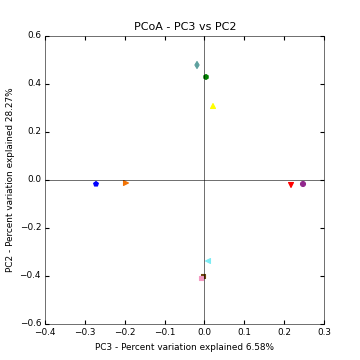 PCoA - PC3 vs PC2
PC2 - Percent variation explained 28.27%
0.6
0.4
0.2
0.0
−0.2
−0.4
−0.6
−0.4 −0.3 −0.2 −0.1 0.0 0.1 0.2 0.3
PC3 - Percent variation explained 6.58%